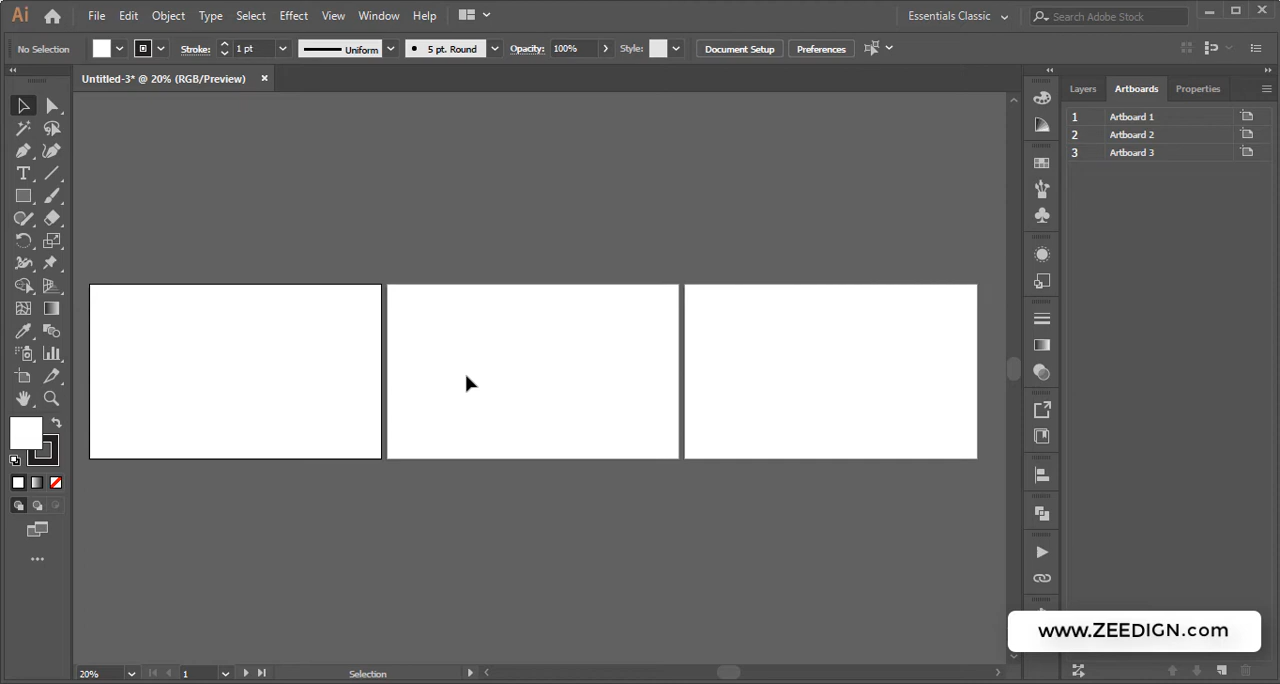 Ai File Edit Object Type Select Effect View Window Help Essentials Classic Search Adobe Stock
No Selection Stroke: 1 pt Uniform 5 pt. Round Opacity: 100% Style: Document Setup Preferences
Untitled-3* @ 20% (RGB/Preview)
Layers Artboards Properties
1 Artboard 1
2 Artboard 2
3 Artboard 3
www.ZEEDIGN.com
20% 1 Selection